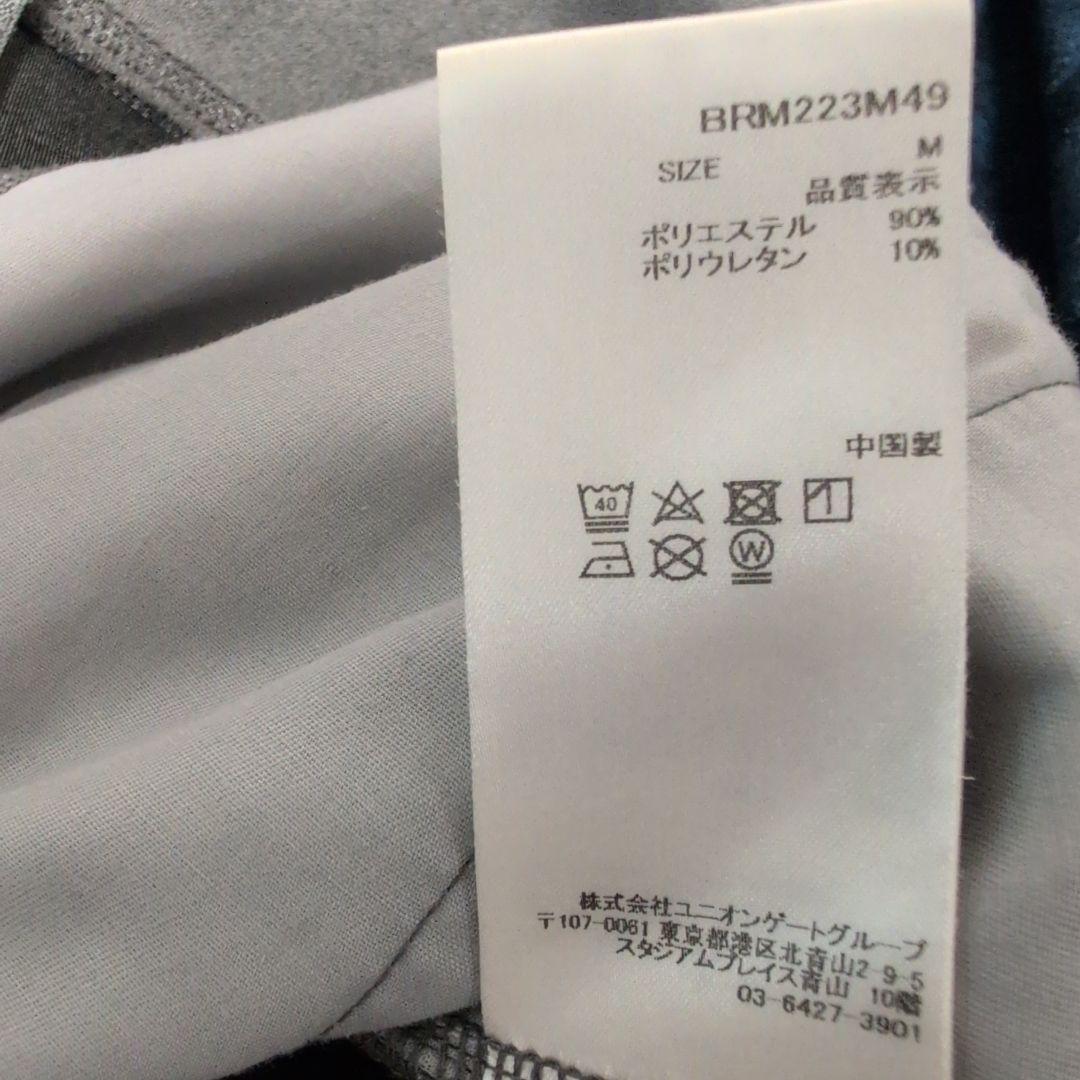 BRM223M49
SIZE M
品質表示
ポリエステル 90%
ポリウレタン 10%
中国製
40
W
株式会社ユニオンゲートグループ
〒107-0061 東京都港区北青山2-9-5
スタジアムプレイス青山 10階
03-6427-3901